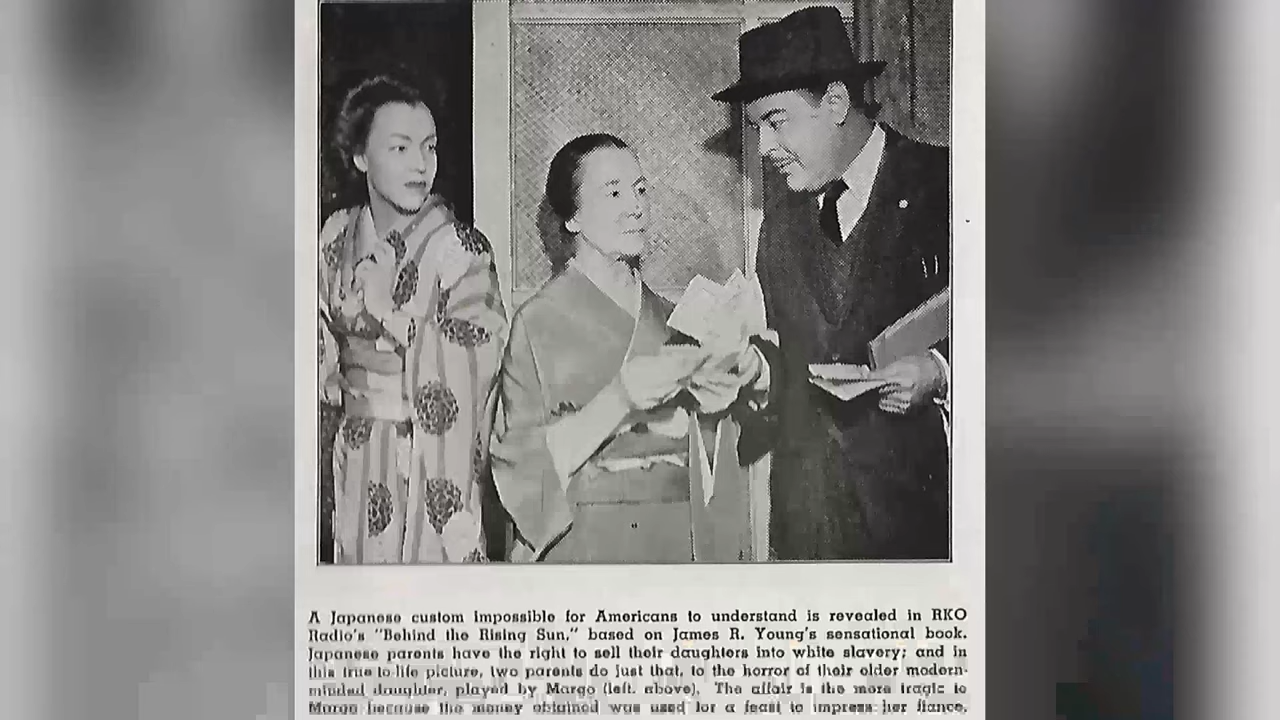 A Japanese custom impossible for Americans to understand is revealed in RKO
Radio's "Behind the Rising Sun," based on James R. Young's sensational book.
Japanese parents have the right to sell their daughters into white slavery; and in
this true-to-life picture, two parents do just that, to the horror of their older modern-
minded daughter, played by Margo (left, above). The affair is the more tragic to
Margo because the money obtained was used for a feast to impress her fiance.